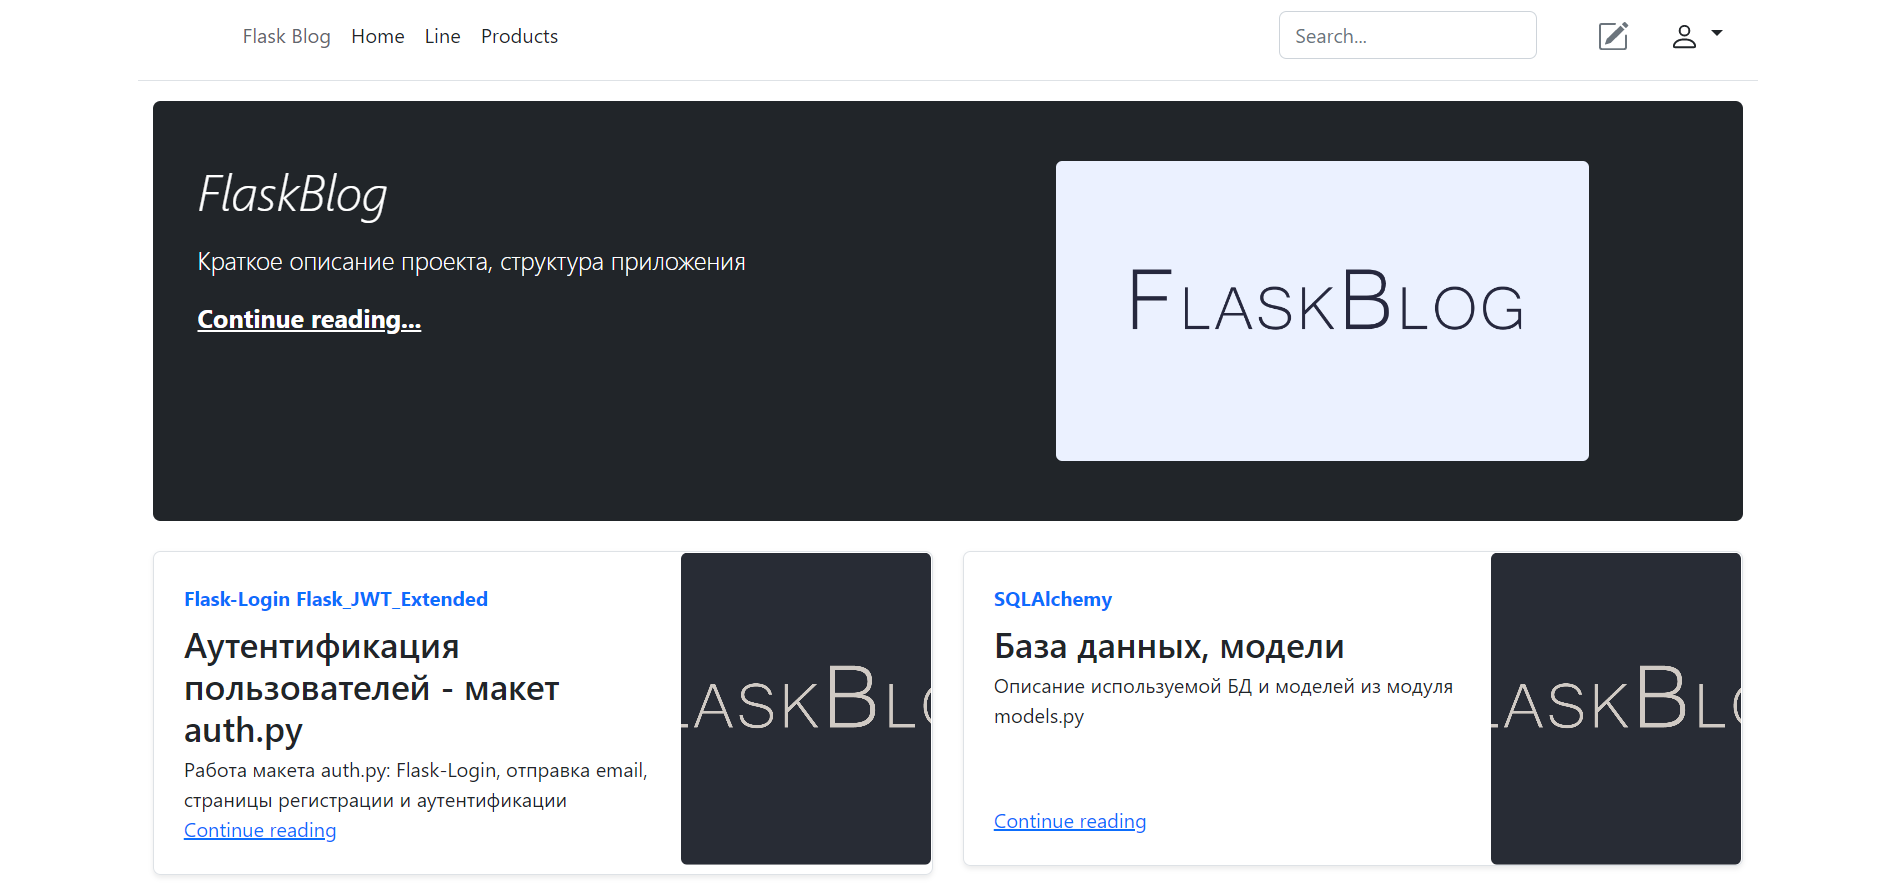 Flask Blog Home Line Products Search...
FlaskBlog
Краткое описание проекта, структура приложения
Continue reading...
FLASKBLOG
Flask-Login Flask_JWT_Extended
Аутентификация
пользователей - макет
auth.py
Работа макета auth.py: Flask-Login, отправка email,
страницы регистрации и аутентификации
Continue reading
LASKBLO
SQLAlchemy
База данных, модели
Описание используемой БД и моделей из модуля
models.py
Continue reading
LASKBLO